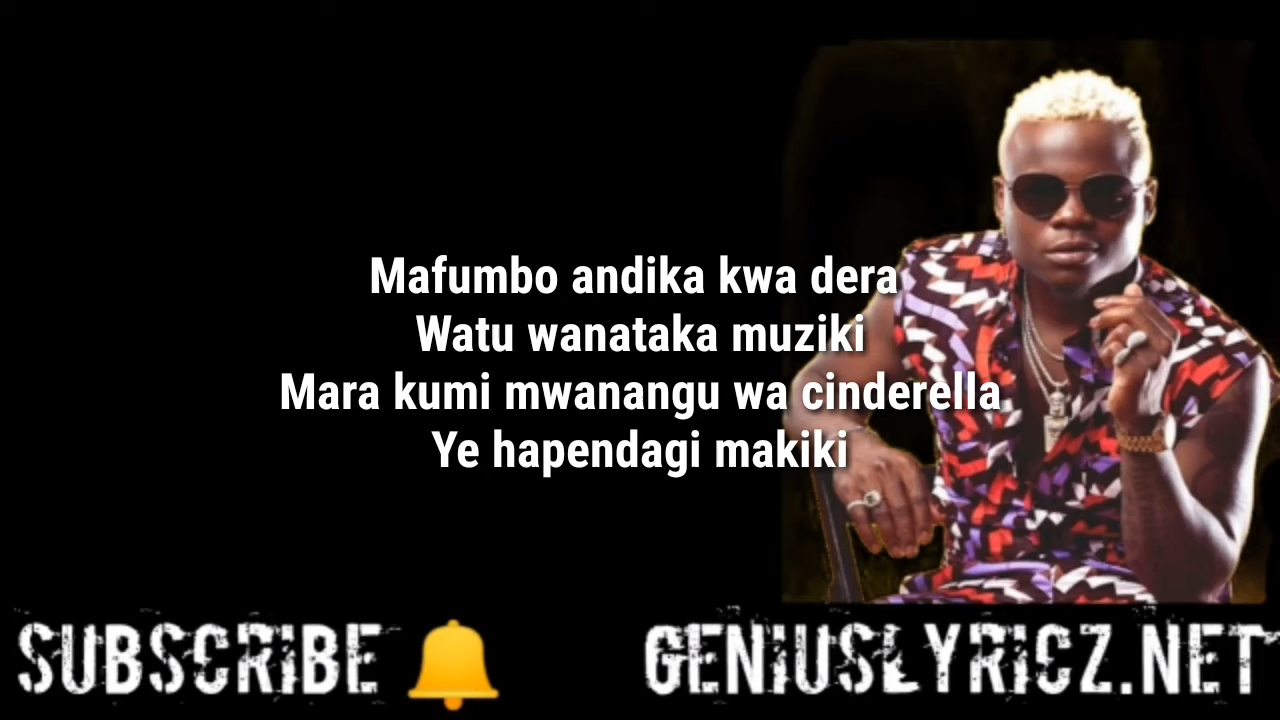 Mafumbo andika kwa dera
Watu wanataka muziki
Mara kumi mwanangu wa cinderella
Ye hapendagi makiki
SUBSCRIBE
GENIUSLYRICZ.NET